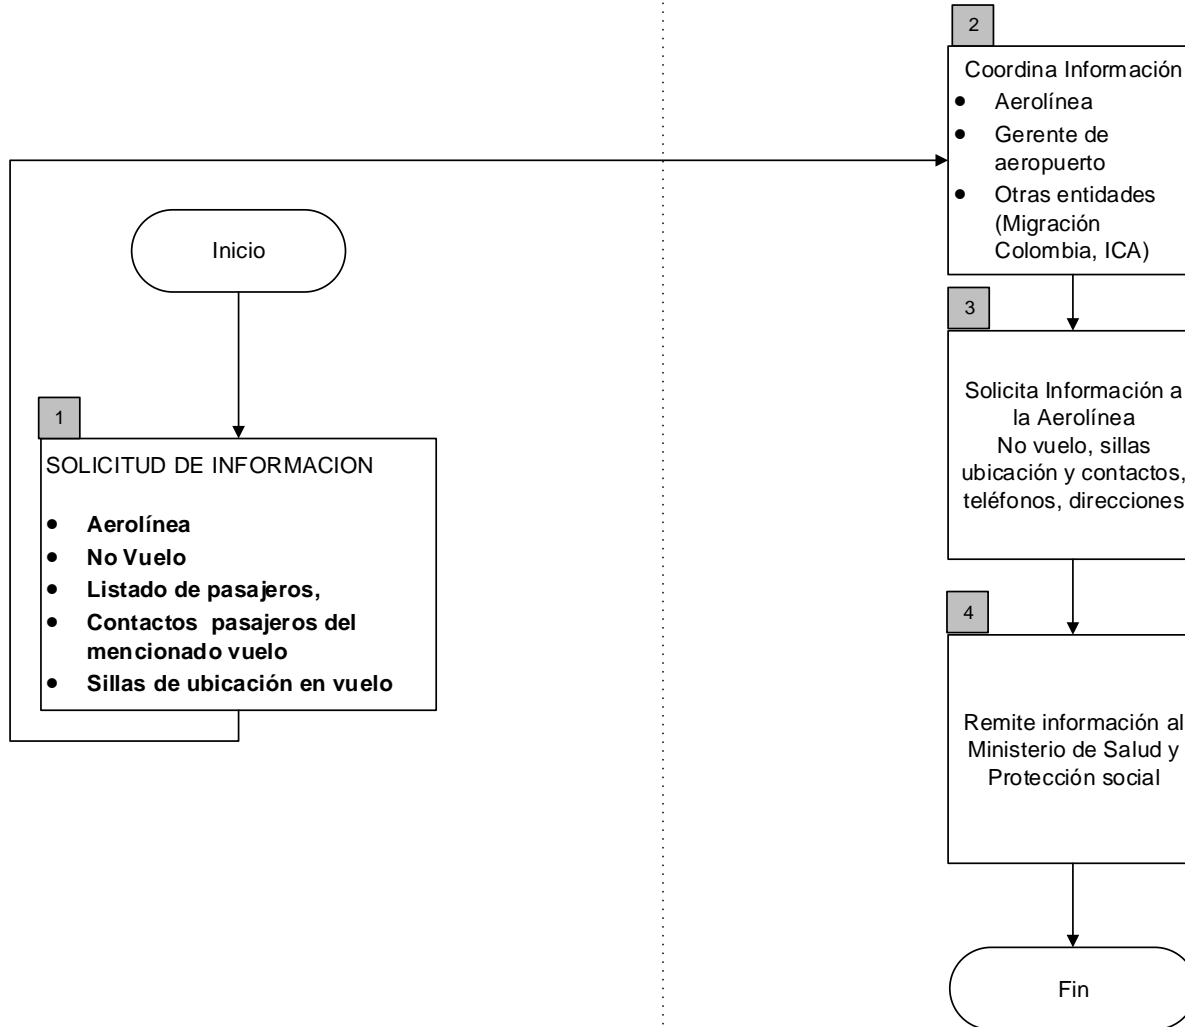 Inicio
1
SOLICITUD DE INFORMACION
• Aerolínea
• No Vuelo
• Listado de pasajeros,
• Contactos pasajeros del
mencionado vuelo
• Sillas de ubicación en vuelo
2
Coordina Información
• Aerolínea
• Gerente de
aeropuerto
• Otras entidades
(Migración
Colombia, ICA)
3
Solicita Información a
la Aerolínea
No vuelo, sillas
ubicación y contactos,
teléfonos, direcciones
4
Remite información al
Ministerio de Salud y
Protección social
Fin